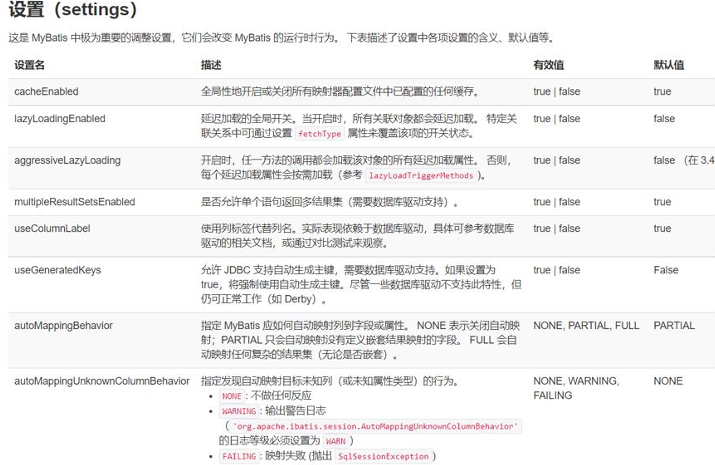 设置（settings）
这是 MyBatis 中极为重要的调整设置，它们会改变 MyBatis 的运行时行为。 下表描述了设置中各项设置的含义、默认值等。
设置名 描述 有效值 默认值
cacheEnabled 全局性地开启或关闭所有映射器配置文件中已配置的任何缓存。 true | false true
lazyLoadingEnabled 延迟加载的全局开关。当开启时，所有关联对象都会延迟加载。 特定关 true | false false
联关系中可通过设置 fetchType 属性来覆盖该项的开关状态。
aggressiveLazyLoading 开启时，任一方法的调用都会加载该对象的所有延迟加载属性。 否则， true | false false （在 3.4
每个延迟加载属性会按需加载（参考 lazyLoadTriggerMethods )。
multipleResultSetsEnabled 是否允许单个语句返回多结果集（需要数据库驱动支持）。 true | false true
useColumnLabel 使用列标签代替列名。实际表现依赖于数据库驱动，具体可参考数据库 true | false true
驱动的相关文档，或通过对比测试来观察。
useGeneratedKeys 允许 JDBC 支持自动生成主键，需要数据库驱动支持。如果设置为 true | false False
true，将强制使用自动生成主键。尽管一些数据库驱动不支持此特性，但
仍可正常工作（如 Derby）。
autoMappingBehavior 指定 MyBatis 应如何自动映射列到字段或属性。 NONE 表示关闭自动映 NONE, PARTIAL, FULL PARTIAL
射；PARTIAL 只会自动映射没有定义嵌套结果映射的字段。 FULL 会自
动映射任何复杂的结果集（无论是否嵌套）。
autoMappingUnknownColumnBehavior 指定发现自动映射目标未知列（或未知属性类型）的行为。 NONE, WARNING, NONE
• NONE : 不做任何反应 FAILING
• WARNING : 输出警告日志
（ 'org.apache.ibatis.session.AutoMappingUnknownColumnBehavior'
的日志等级必须设置为 WARN ）
• FAILING : 映射失败 (抛出 SqlSessionException )